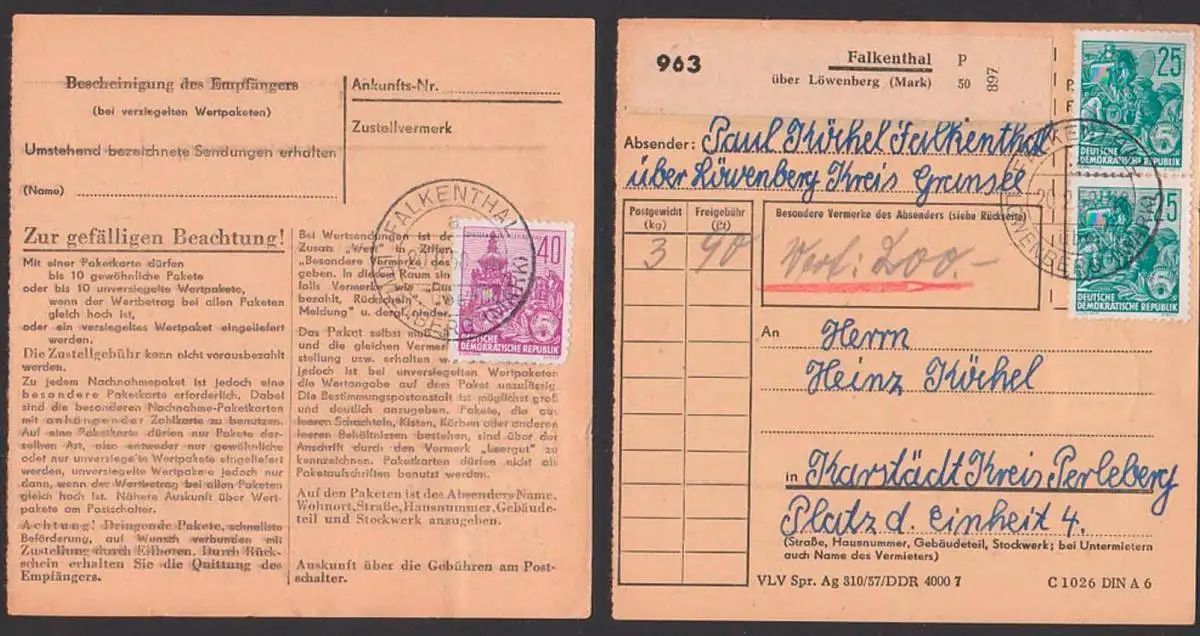 Bescheinigung des Empfängers
(bei versiegelten Wertpaketen)
Umstehend bezeichnete Sendungen erhalten
(Name)
Ankunfts-Nr.
Zustellvermerk
Zur gefälligen Beachtung!
Mit einer Paketkarte dürfen
bis 10 gewöhnliche Pakete
oder bis 10 unversiegelte Wertpakete,
wenn der Wertbetrag bei allen Paketen
gleich hoch ist,
oder ein versiegeltes Wertpaket eingeliefert
werden.
Die Zustellgebühr kann nicht vorausbezahlt
werden.
Zu jedem Nachnahmepaket ist jedoch eine
besondere Paketkarte erforderlich. Dabei
sind die besonderen Nachnahme-Paketkarten
mit anhängender Zahlkarte zu benutzen.
Auf eine Paketkarte dürfen nur Pakete der-
selben Art, also entweder nur gewöhnliche
oder nur unversiegelte Wertpakete eingeliefert
werden, unversiegelte Wertpakete jedoch nur
dann, wenn der Wertbetrag bei allen Paketen
gleich hoch ist. Nähere Auskunft über Wert-
pakete am Postschalter.
Achtung! Dringende Pakete, schnellste
Beförderung, auf Wunsch verbunden mit
Zustellung durch Eilboten. Durch Rück-
schein erhalten Sie die Quittung des
Empfängers.
Bei Wertsendungen ist der
Zusatz „Wert" in Ziffern
„Besondere Vermerke des
geben. In diesem Raum sin
falls Vermerke wie
bezahlt, Rückschein",
Meldung" u. dergl.
Das Paket selbst muß
und die gleichen Vermer
stellung usw. erhalten
jedoch ist bei unversiegelten Wertpaketen
die Wertangabe auf dem Paket unzulässig.
Die Bestimmungspostanstalt ist möglichst groß
und deutlich anzugeben. Pakete, die aus
leeren Schachteln, Kisten, Körben oder anderen
leeren Behältnissen bestehen, sind über der
Anschrift durch den Vermerk „Leergut" zu
kennzeichnen. Paketkarten dürfen nicht als
Paketaufschriften benutzt werden.
Auf den Paketen ist des Absenders Name,
Wohnort, Straße, Hausnummer, Gebäude-
teil und Stockwerk anzugeben.
Auskunft über die Gebühren am Post-
schalter.
FALKENTHAL
a
LÖWENBERG (MARK)
40
DEUTSCHE
DEMOKRATISCHE REPUBLIK
963
Falkenthal
über Löwenberg (Mark)
P
50
897
25
DEUTSCHE
DEMOKRATISCHE REPUBLIK
25
DEUTSCHE
DEMOKRATISCHE REPUBLIK
Absender: Paul Köchel Falkenthal
über Löwenberg Kreis Gransee
Postgewicht
(kg)
Freigebühr
Besondere Vermerke des Absenders (siehe Rückseite)
3
90
Wert: 200 -
An Herrn
Heinz Köchel
in Karstädt Kreis Perleberg
Platz d. Einheit 4.
(Straße, Hausnummer, Gebäudeteil, Stockwerk; bei Untermietern
auch Name des Vermieters)
VLV Spr. Ag 310/57/DDR 4000 7
C 1026 DIN A 6